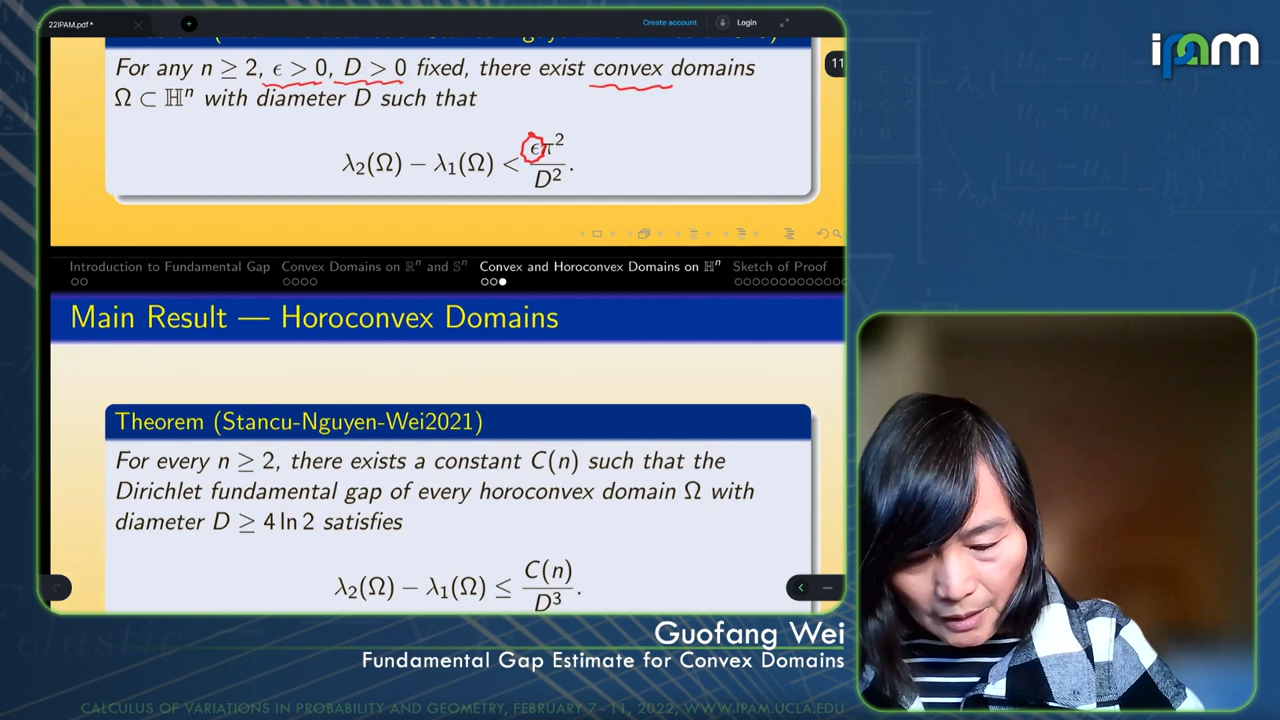 22IPAM.pdf *
Create account
Login
ipam
11
For any n ≥ 2, ϵ > 0, D > 0 fixed, there exist convex domains
Ω ⊂ ℍⁿ with diameter D such that
λ₂(Ω) − λ₁(Ω) < ϵπ²/D².
Introduction to Fundamental Gap Convex Domains on ℝⁿ and 𝕊ⁿ Convex and Horoconvex Domains on ℍⁿ Sketch of Proof
Main Result — Horoconvex Domains
Theorem (Stancu-Nguyen-Wei2021)
For every n ≥ 2, there exists a constant C(n) such that the
Dirichlet fundamental gap of every horoconvex domain Ω with
diameter D ≥ 4 ln 2 satisfies
λ₂(Ω) − λ₁(Ω) ≤ C(n)/D³.
Guofang Wei
Fundamental Gap Estimate for Convex Domains
CALCULUS OF VARIATIONS IN PROBABILITY AND GEOMETRY, FEBRUARY 7 - 11, 2022 WWW.IPAM.UCLA.EDU